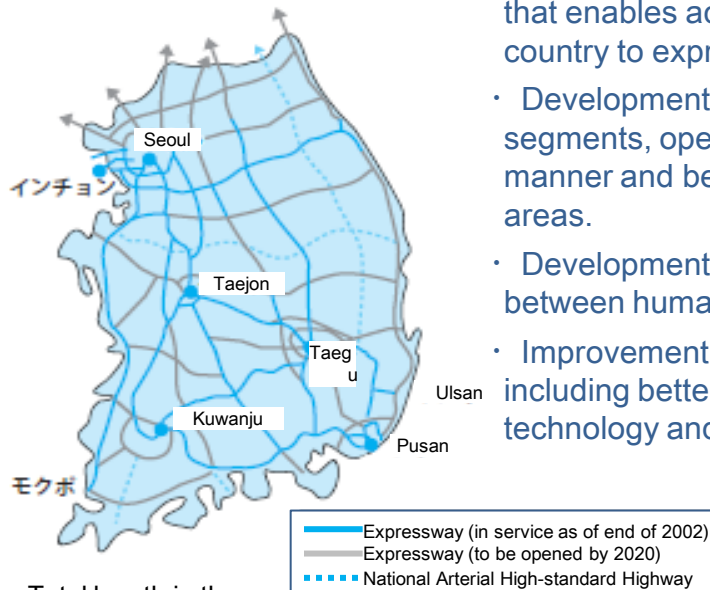 that enables ac
country to expr
· Development
segments, ope
manner and be
areas.
· Development
between huma
· Improvement
including bette
technology and
Seoul
インチョン
Taejon
Taeg
u
Ulsan
Kuwanju
Pusan
モクポ
Expressway (in service as of end of 2002)
Expressway (to be opened by 2020)
National Arterial High-standard Highway